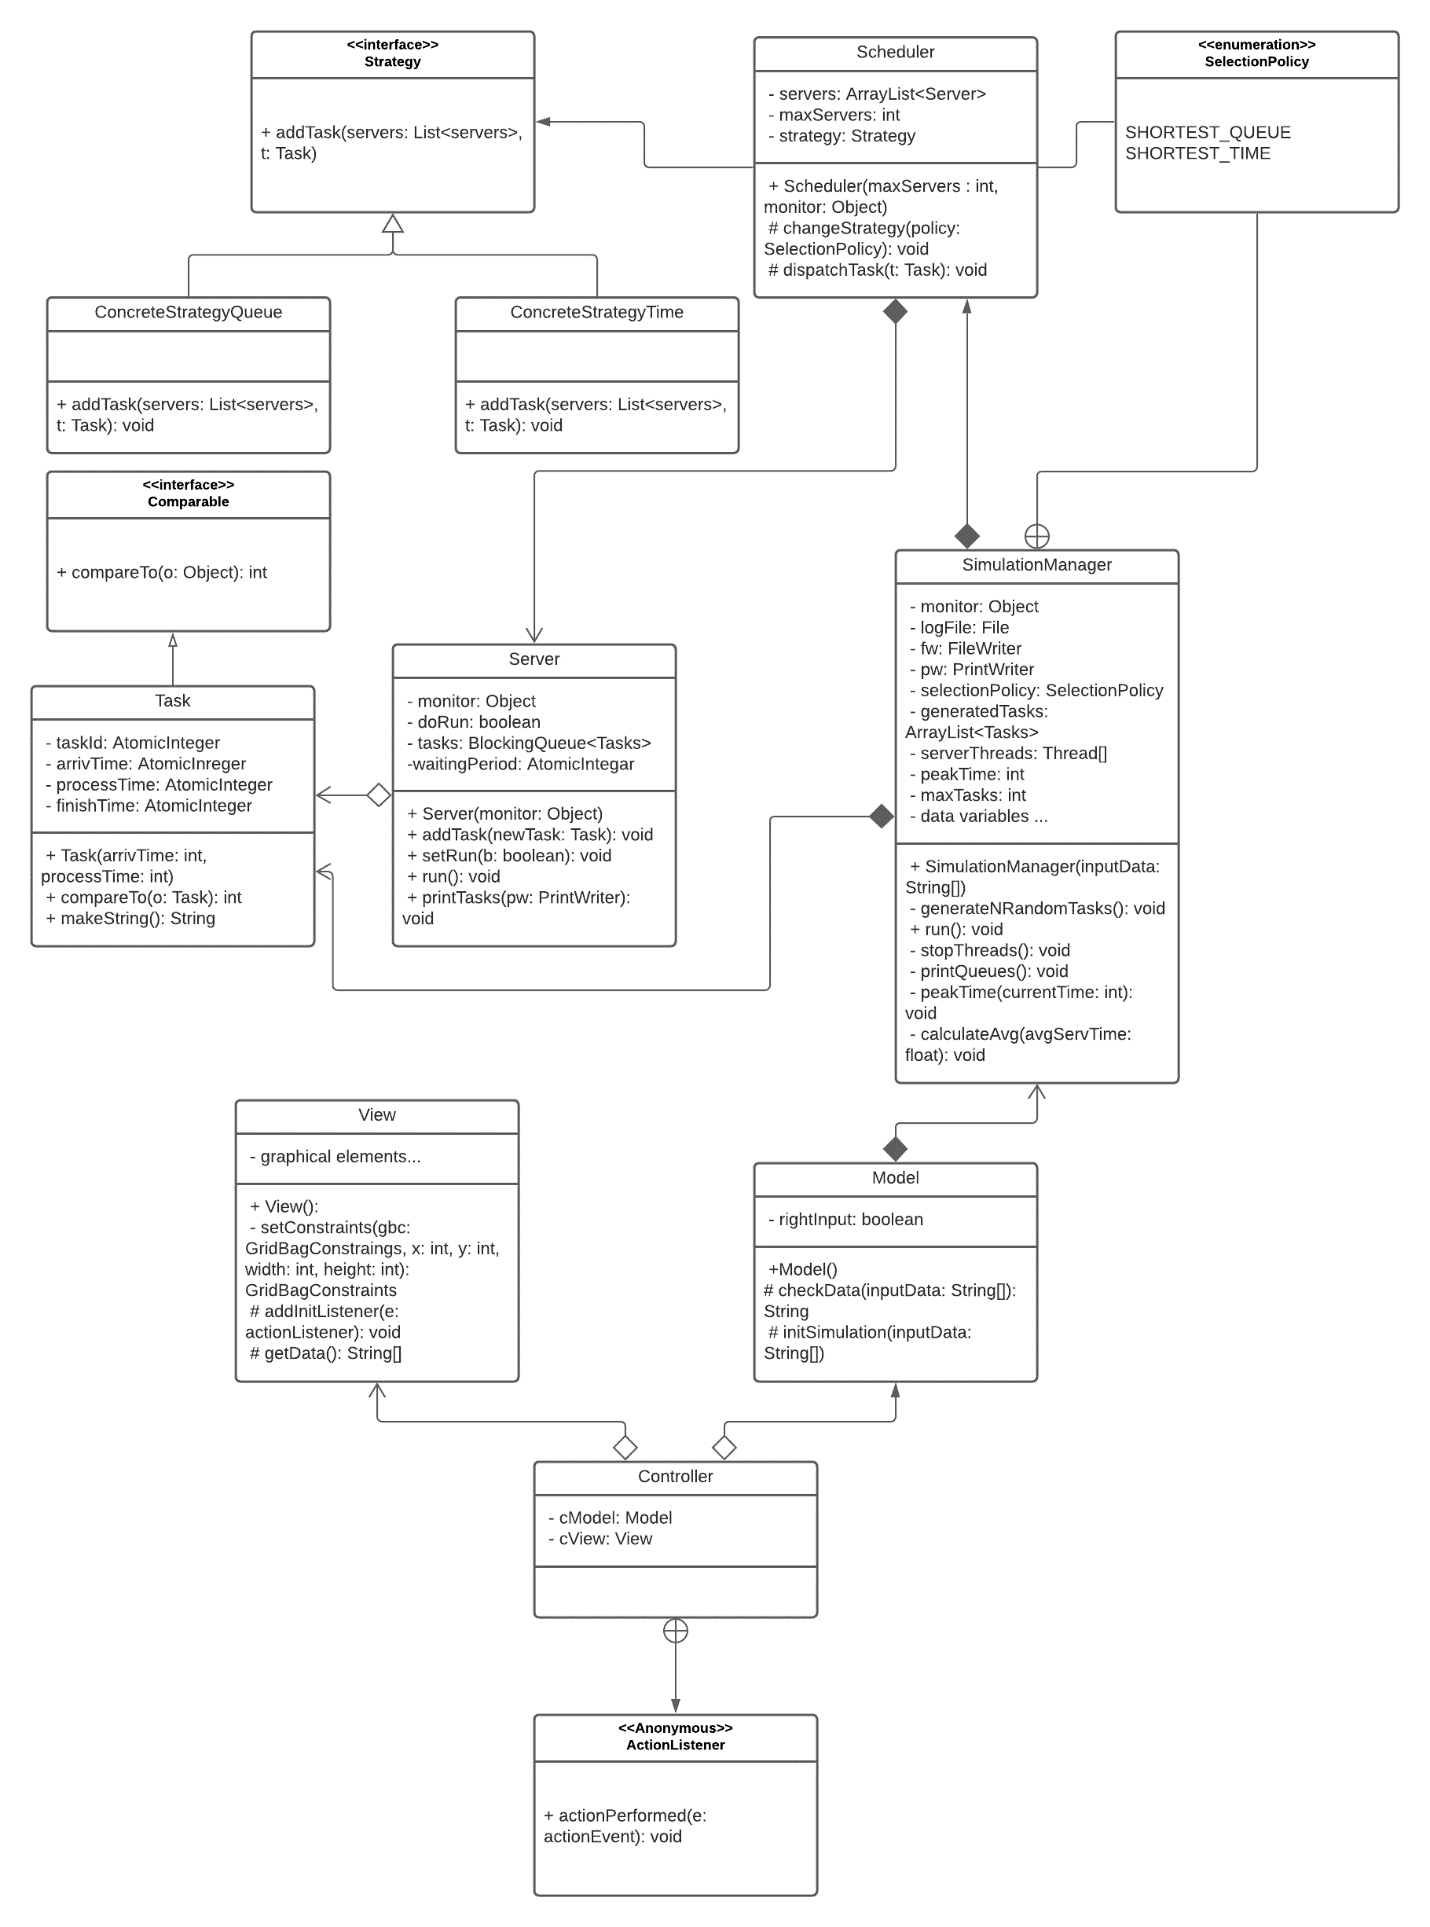 <<interface>>
Strategy
+ addTask(servers: List<servers>,
t: Task)
Scheduler
- servers: ArrayList<Server>
- maxServers: int
- strategy: Strategy
+ Scheduler(maxServers : int,
monitor: Object)
# changeStrategy(policy:
SelectionPolicy): void
# dispatchTask(t: Task): void
<<enumeration>>
SelectionPolicy
SHORTEST_QUEUE
SHORTEST_TIME
ConcreteStrategyQueue
+ addTask(servers: List<servers>,
t: Task): void
ConcreteStrategyTime
+ addTask(servers: List<servers>,
t: Task): void
<<interface>>
Comparable
+ compareTo(o: Object): int
Task
- taskId: AtomicInteger
- arrivTime: AtomicInreger
- processTime: AtomicInteger
- finishTime: AtomicInteger
+ Task(arrivTime: int,
processTime: int)
+ compareTo(o: Task): int
+ makeString(): String
Server
- monitor: Object
- doRun: boolean
- tasks: BlockingQueue<Tasks>
-waitingPeriod: AtomicIntegar
+ Server(monitor: Object)
+ addTask(newTask: Task): void
+ setRun(b: boolean): void
+ run(): void
+ printTasks(pw: PrintWriter):
void
SimulationManager
- monitor: Object
- logFile: File
- fw: FileWriter
- pw: PrintWriter
- selectionPolicy: SelectionPolicy
- generatedTasks:
ArrayList<Tasks>
- serverThreads: Thread[]
- peakTime: int
- maxTasks: int
- data variables ...
+ SimulationManager(inputData:
String[])
- generateNRandomTasks(): void
+ run(): void
- stopThreads(): void
- printQueues(): void
- peakTime(currentTime: int):
void
- calculateAvg(avgServTime:
float): void
View
- graphical elements...
+ View():
- setConstraints(gbc:
GridBagConstraings, x: int, y: int,
width: int, height: int):
GridBagConstraints
# addInitListener(e:
actionListener): void
# getData(): String[]
Model
- rightInput: boolean
+Model()
# checkData(inputData: String[]):
String
# initSimulation(inputData:
String[])
Controller
- cModel: Model
- cView: View
<<Anonymous>>
ActionListener
+ actionPerformed(e:
actionEvent): void